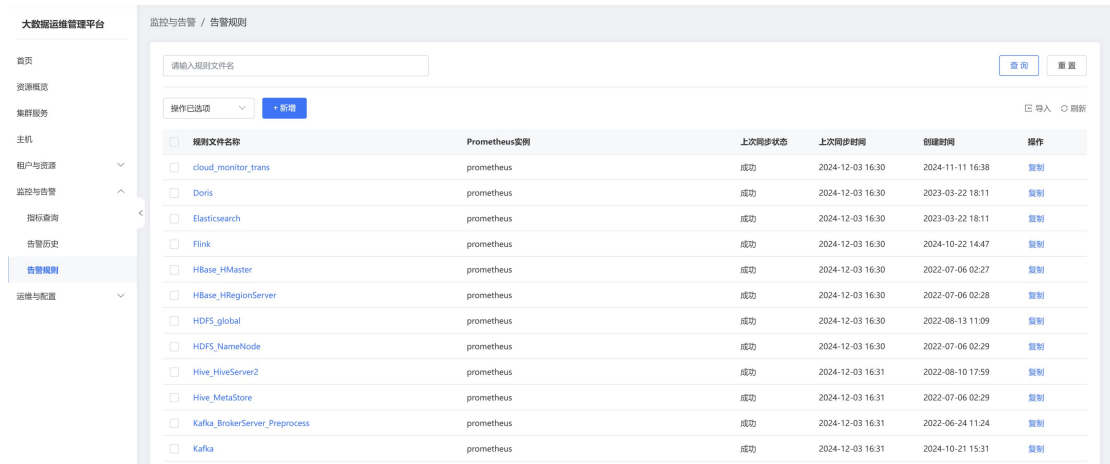 大数据运维管理平台
监控与告警 / 告警规则
首页
资源概览
集群服务
主机
租户与资源
监控与告警
指标查询
告警历史
告警规则
运维与配置
请输入规则文件名
查 询 重 置
操作已选项 + 新增 导入 刷新
规则文件名称 Prometheus实例 上次同步状态 上次同步时间 创建时间 操作
cloud_monitor_trans prometheus 成功 2024-12-03 16:30 2024-11-11 16:38 复制
Doris prometheus 成功 2024-12-03 16:30 2023-03-22 18:11 复制
Elasticsearch prometheus 成功 2024-12-03 16:30 2023-03-22 18:11 复制
Flink prometheus 成功 2024-12-03 16:30 2024-10-22 14:47 复制
HBase_HMaster prometheus 成功 2024-12-03 16:30 2022-07-06 02:27 复制
HBase_HRegionServer prometheus 成功 2024-12-03 16:30 2022-07-06 02:28 复制
HDFS_global prometheus 成功 2024-12-03 16:30 2022-08-13 11:09 复制
HDFS_NameNode prometheus 成功 2024-12-03 16:30 2022-07-06 02:29 复制
Hive_HiveServer2 prometheus 成功 2024-12-03 16:31 2022-08-10 17:59 复制
Hive_MetaStore prometheus 成功 2024-12-03 16:31 2022-07-06 02:29 复制
Kafka_BrokerServer_Preprocess prometheus 成功 2024-12-03 16:31 2022-06-24 11:24 复制
Kafka prometheus 成功 2024-12-03 16:31 2024-10-21 15:31 复制